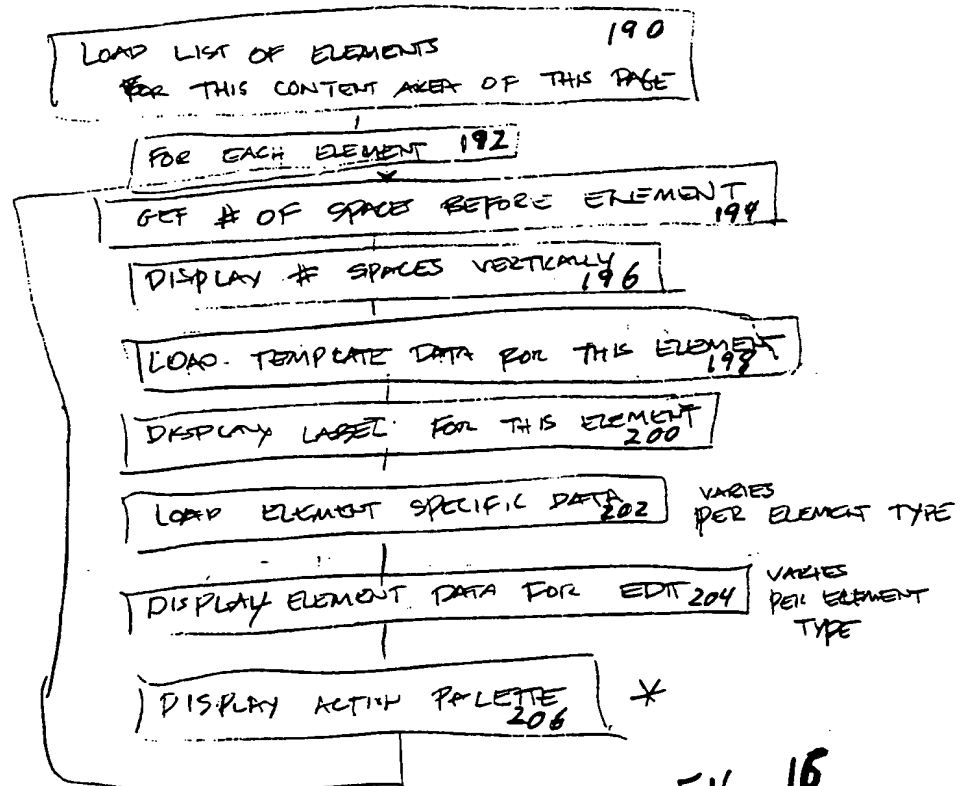 LOAD LIST OF ELEMENTS 190
FOR THIS CONTENT AREA OF THIS PAGE
FOR EACH ELEMENT 192
GET # OF SPACES BEFORE ELEMENT
194
DISPLAY # SPACES VERTICALLY
196
LOAD TEMPLATE DATA FOR THIS ELEMENT
198
DISPLAY LABEL FOR THIS ELEMENT
200
LOAD ELEMENT SPECIFIC DATA 202
VARIES
PER ELEMENT TYPE
DISPLAY ELEMENT DATA FOR EDIT 204
VARIES
PER ELEMENT
TYPE
DISPLAY ACTION PALETTE *
206
16